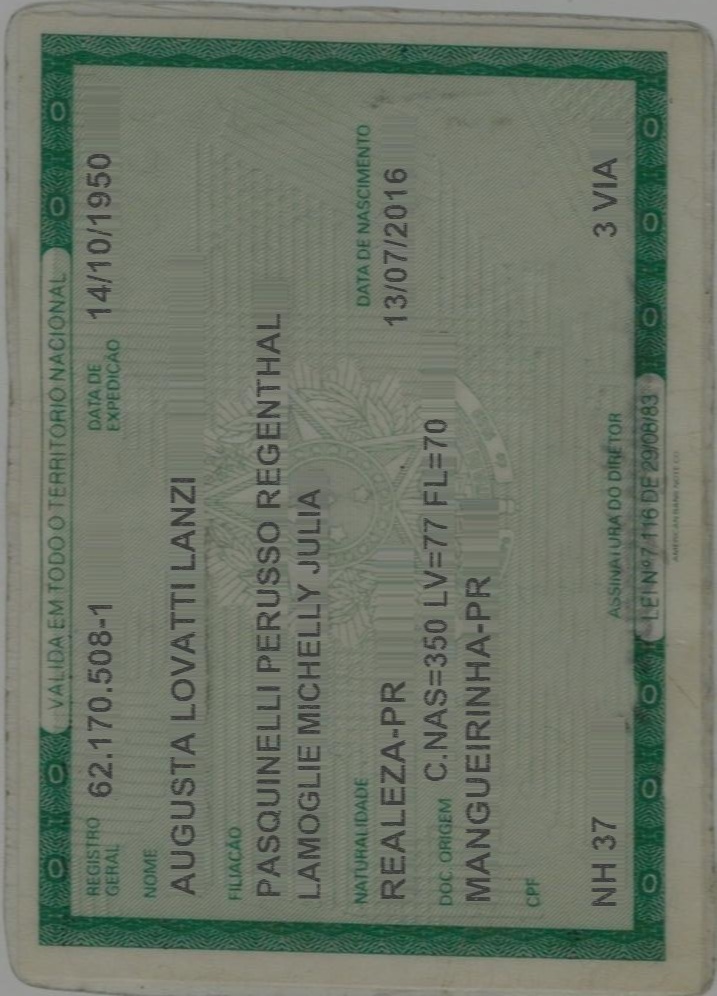 VÁLIDA EM TODO O TERRITÓRIO NACIONAL
REGISTRO GERAL 62.170.508-1 DATA DE EXPEDIÇÃO 14/10/1950
NOME
AUGUSTA LOVATTI LANZI
FILIAÇÃO
PASQUINELLI PERUSSO REGENTHAL
LAMOGLIE MICHELLY JULIA
NATURALIDADE DATA DE NASCIMENTO
REALEZA-PR 13/07/2016
DOC ORIGEM C.NAS=350 LV=77 FL=70
MANGUEIRINHA-PR
CPF
NH 37 3 VIA
ASSINATURA DO DIRETOR
LEI Nº 7.116 DE 29/08/83
AMERICAN BANK NOTE CO